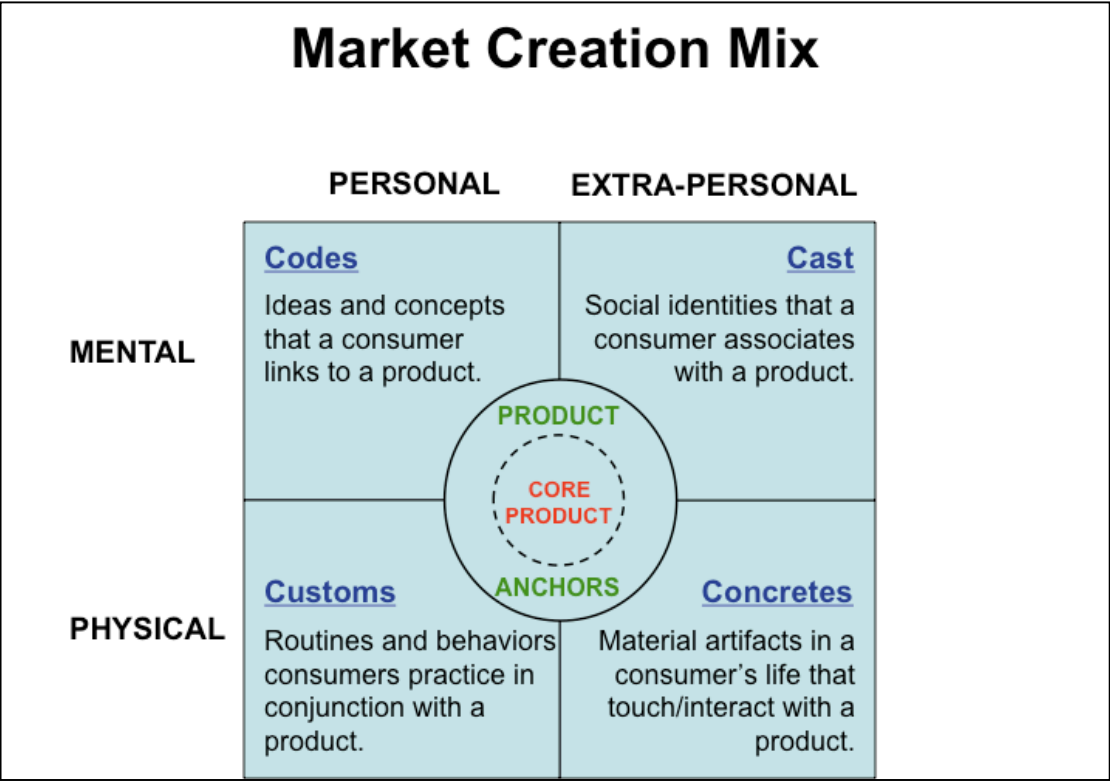 Market Creation Mix
PERSONAL
EXTRA-PERSONAL
MENTAL
Codes
Ideas and concepts
that a consumer
links to a product.
Cast
Social identities that a
consumer associates
with a product.
PRODUCT
CORE
PRODUCT
ANCHORS
PHYSICAL
Customs
Routines and behaviors
consumers practice in
conjunction with a
product.
Concretes
Material artifacts in a
consumer’s life that
touch/interact with a
product.